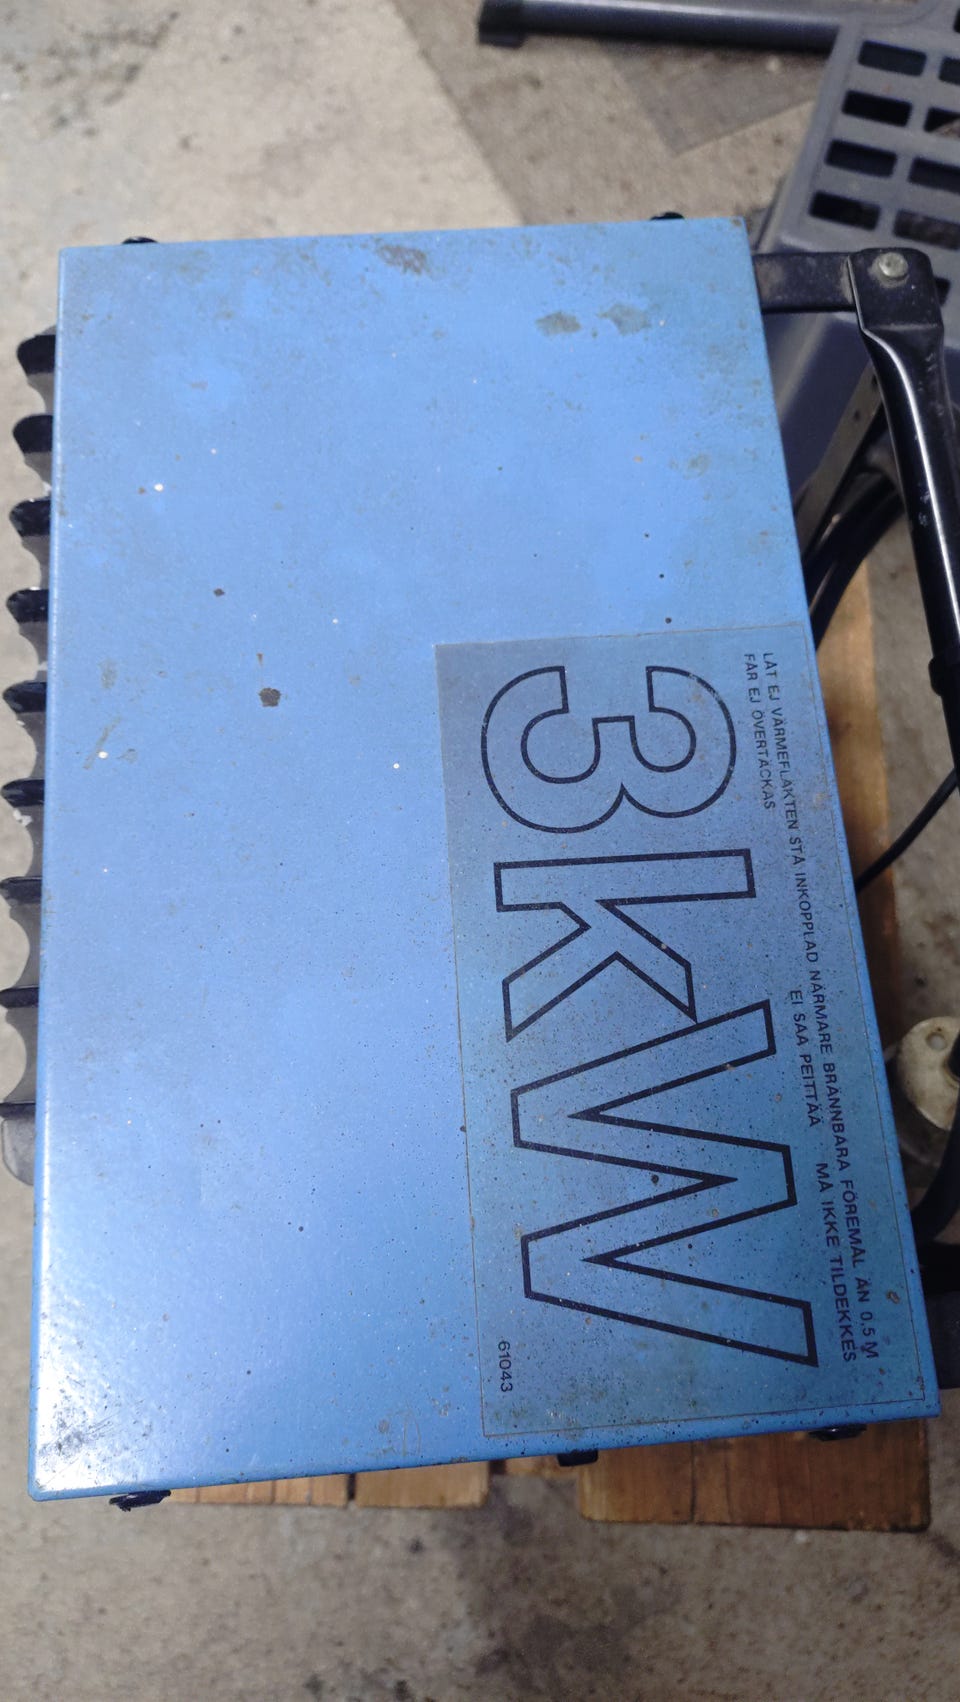 LÅT EJ VÄRMEFLÄKTEN STÅ INKOPPLAD NÄRMARE BRÄNNBARA FÖREMÅL ÄN 0,5 M
FÅR EJ ÖVERTÄCKAS EI SAA PEITTÄÄ MÅ IKKE TILDEKKES
3kW
61043